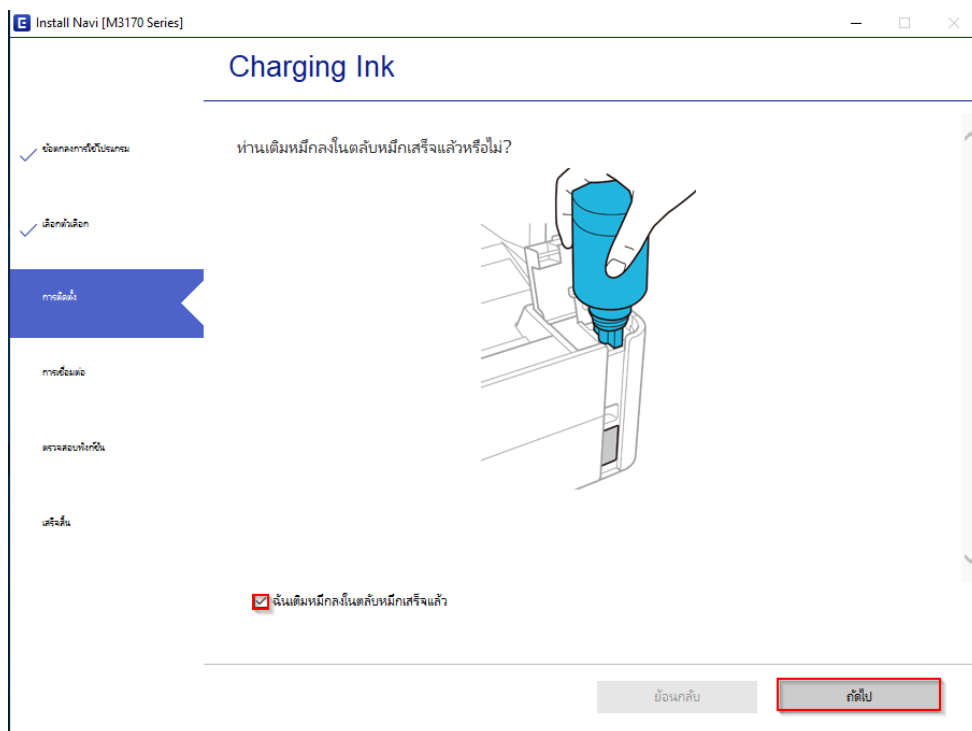 E Install Navi [M3170 Series]
Charging Ink
ข้อตกลงการใช้โปรแกรม
ท่านเติมหมึกลงในตลับหมึกเสร็จแล้วหรือไม่?
เลือกตัวเลือก
การติดตั้ง
การเชื่อมต่อ
ตรวจสอบฟังก์ชัน
เสร็จสิ้น
ฉันเติมหมึกลงในตลับหมึกเสร็จแล้ว
ย้อนกลับ
ถัดไป